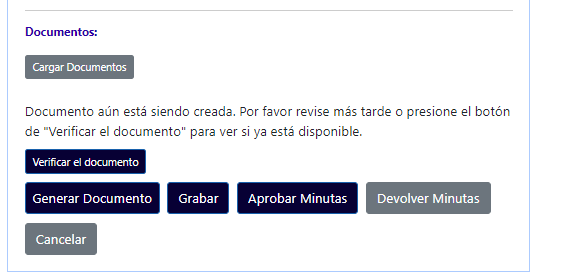 Documentos:
Cargar Documentos
Documento aún está siendo creada. Por favor revise más tarde o presione el botón
de "Verificar el documento" para ver si ya está disponible.
Verificar el documento
Generar Documento Grabar Aprobar Minutas Devolver Minutas
Cancelar